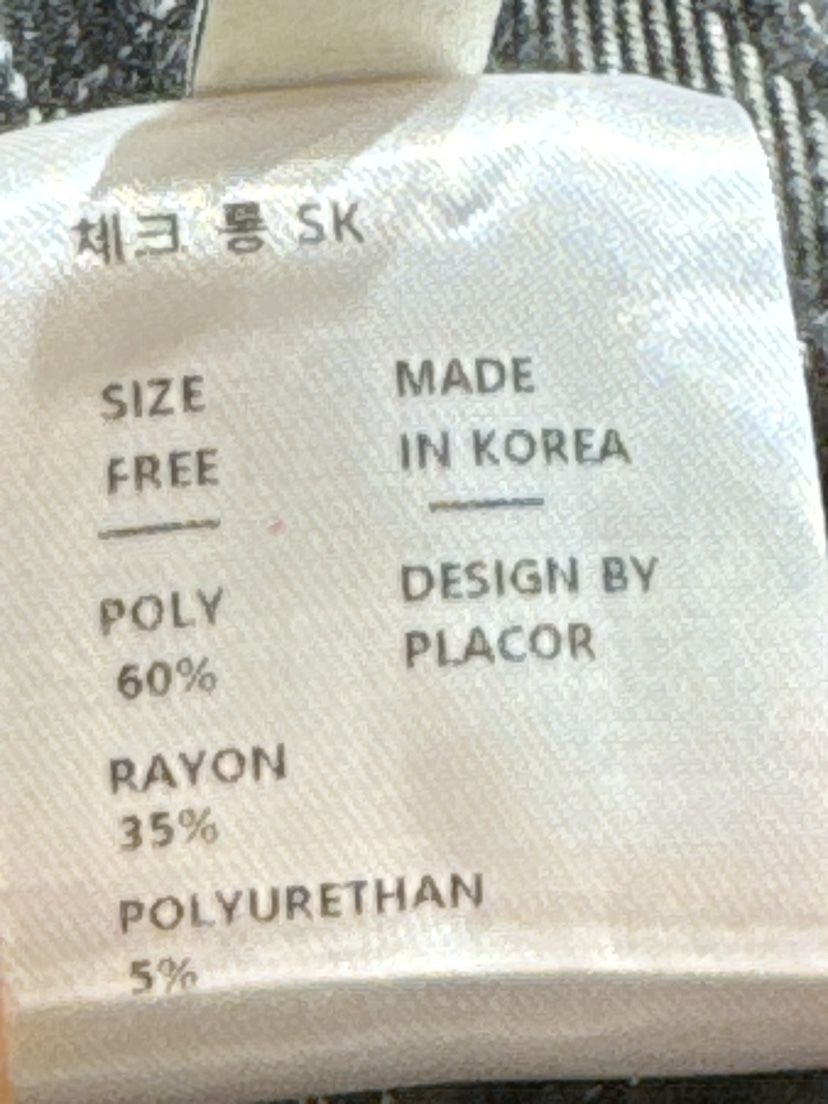 체크 롱 SK
SIZE
FREE
POLY
60%
RAYON
35%
POLYURETHAN
5%
MADE
IN KOREA
DESIGN BY
PLACOR